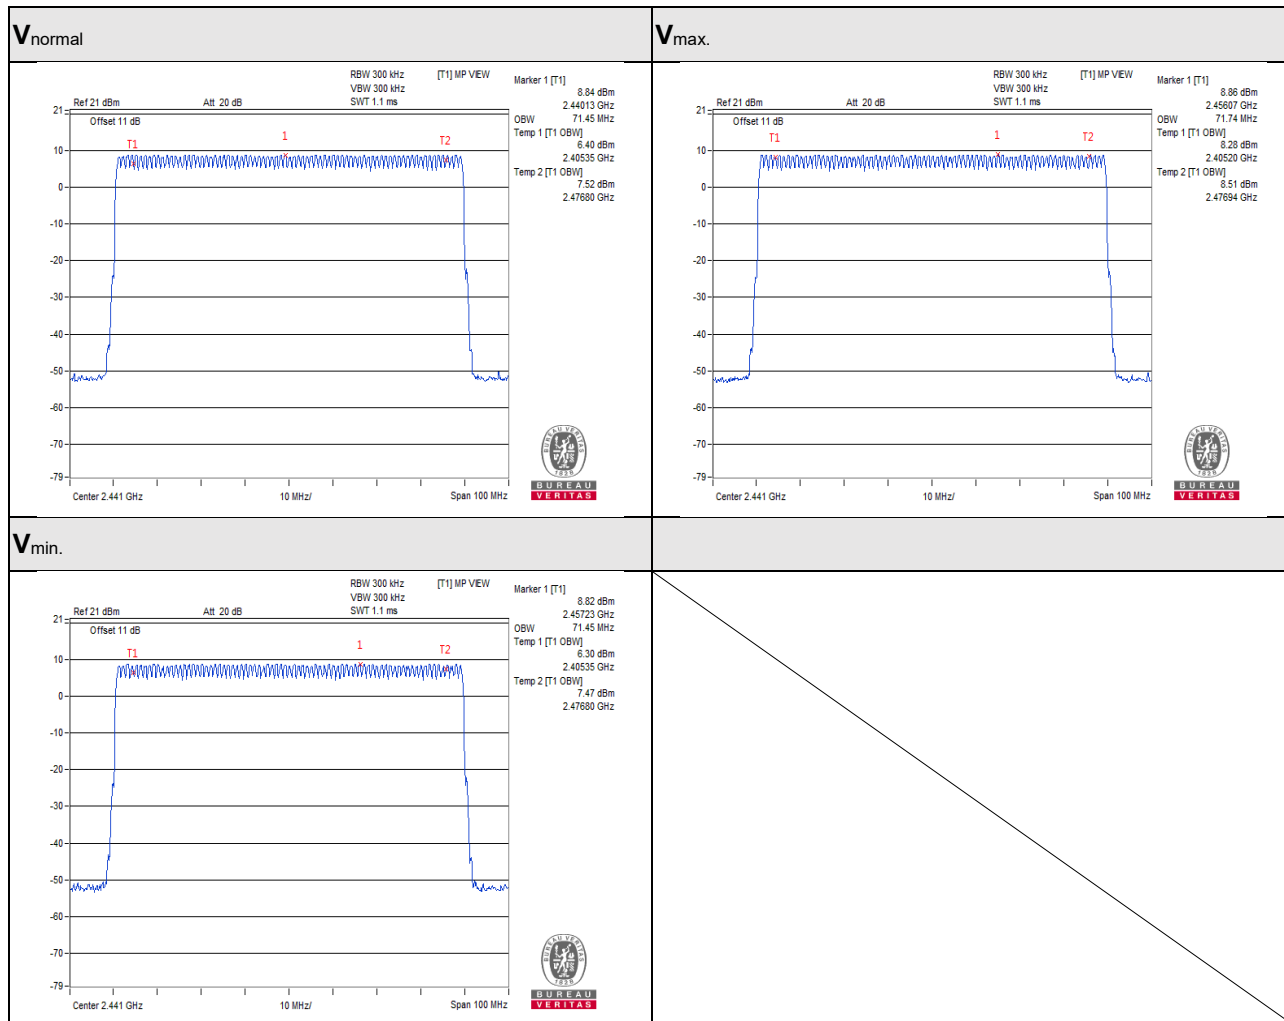 Vnormal
RBW 300 kHz [T1] MP VIEW
VBW 300 kHz
Ref 21 dBm Att 20 dB SWT 1.1 ms
Marker 1 [T1]
8.84 dBm
2.44013 GHz
OBW 71.45 MHz
Temp 1 [T1 OBW]
6.40 dBm
2.40535 GHz
Temp 2 [T1 OBW]
7.52 dBm
2.47680 GHz
21
Offset 11 dB
T1
1
T2
10
0
-10
-20
-30
-40
-50
-60
-70
-79
Center 2.441 GHz 10 MHz/ Span 100 MHz
BUREAU VERITAS
1828
BUREAU
VERITAS
Vmax.
RBW 300 kHz [T1] MP VIEW
VBW 300 kHz
Ref 21 dBm Att 20 dB SWT 1.1 ms
Marker 1 [T1]
8.86 dBm
2.45607 GHz
OBW 71.74 MHz
Temp 1 [T1 OBW]
8.28 dBm
2.40520 GHz
Temp 2 [T1 OBW]
8.51 dBm
2.47694 GHz
21
Offset 11 dB
T1
1
T2
10
0
-10
-20
-30
-40
-50
-60
-70
-79
Center 2.441 GHz 10 MHz/ Span 100 MHz
BUREAU VERITAS
1828
BUREAU
VERITAS
Vmin.
RBW 300 kHz [T1] MP VIEW
VBW 300 kHz
Ref 21 dBm Att 20 dB SWT 1.1 ms
Marker 1 [T1]
8.82 dBm
2.45723 GHz
OBW 71.45 MHz
Temp 1 [T1 OBW]
6.30 dBm
2.40535 GHz
Temp 2 [T1 OBW]
7.47 dBm
2.47680 GHz
21
Offset 11 dB
T1
1
T2
10
0
-10
-20
-30
-40
-50
-60
-70
-79
Center 2.441 GHz 10 MHz/ Span 100 MHz
BUREAU VERITAS
1828
BUREAU
VERITAS